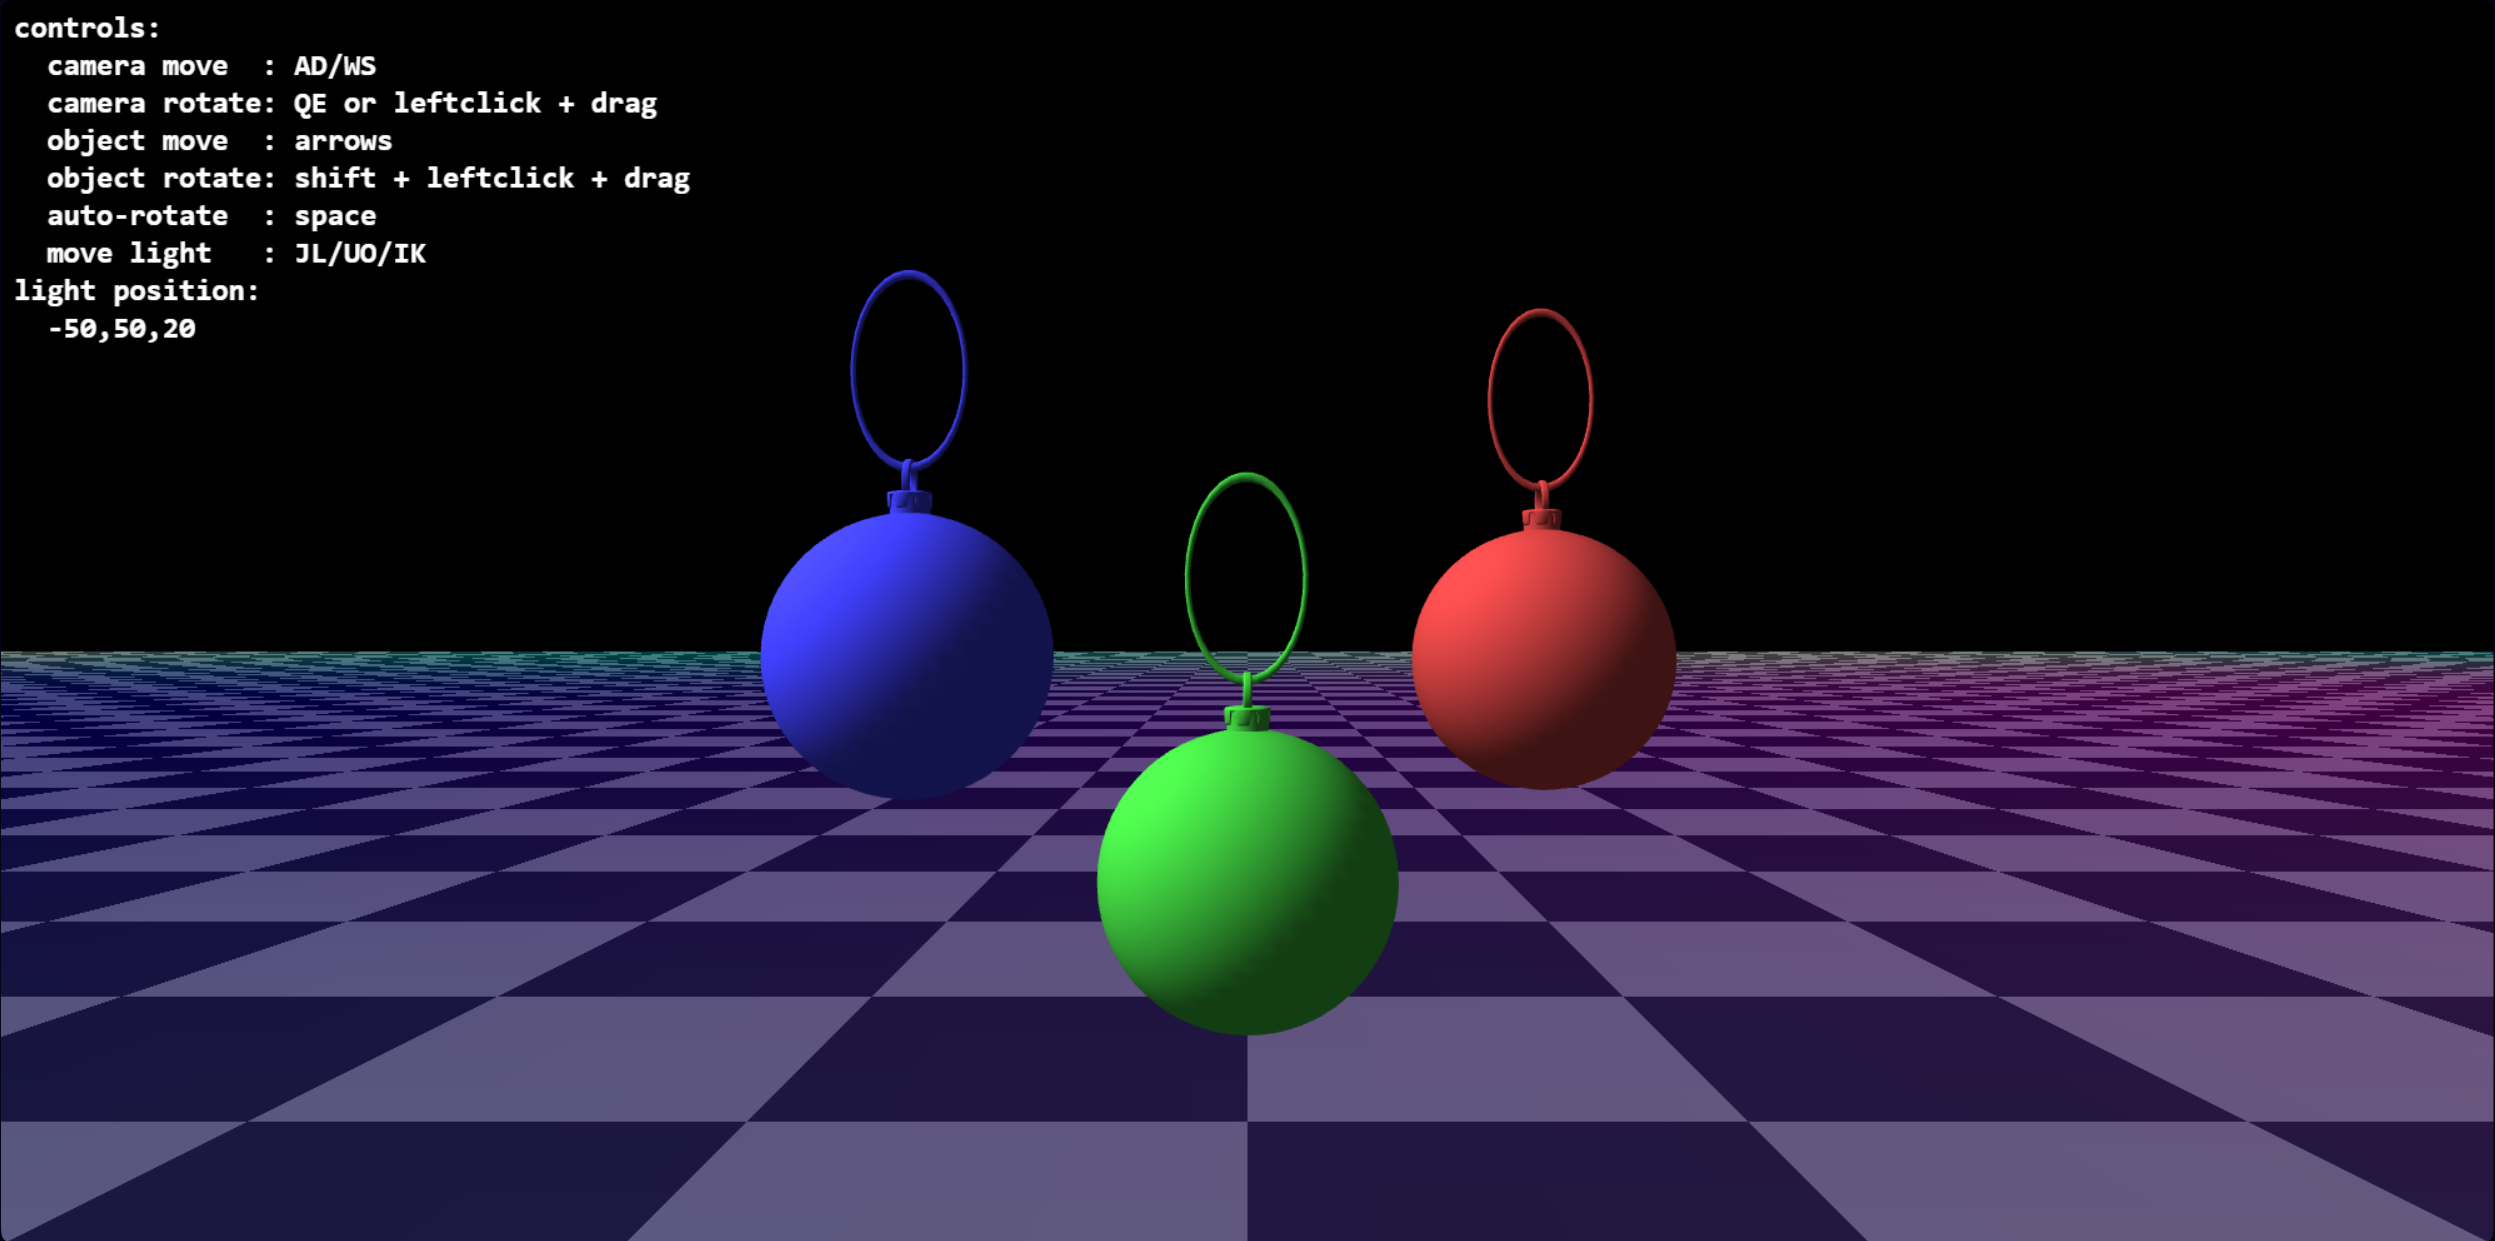 controls:
  camera move  : AD/WS
  camera rotate: QE or leftclick + drag
  object move  : arrows
  object rotate: shift + leftclick + drag
  auto-rotate  : space
  move light   : JL/UO/IK
light position:
  -50,50,20